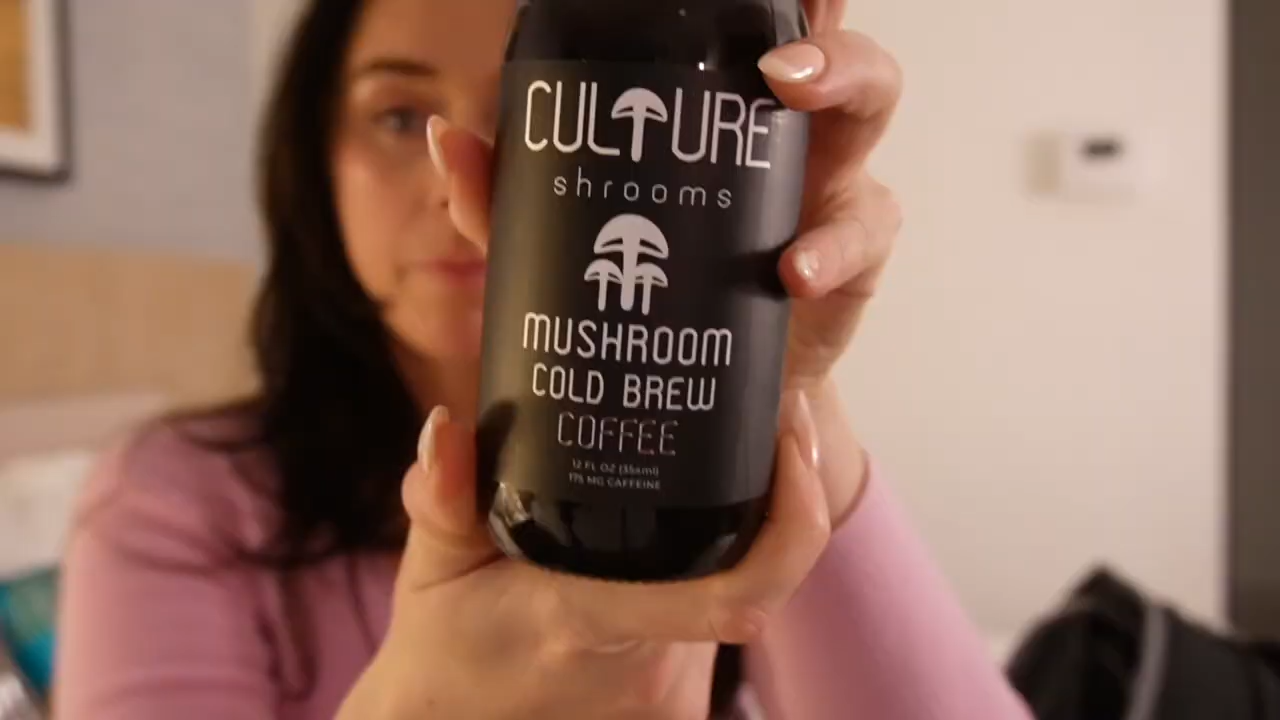 CULTURE
shrooms
MUSHROOM
COLD BREW
COFFEE
12 FL OZ (355ml)
175 MG CAFFEINE